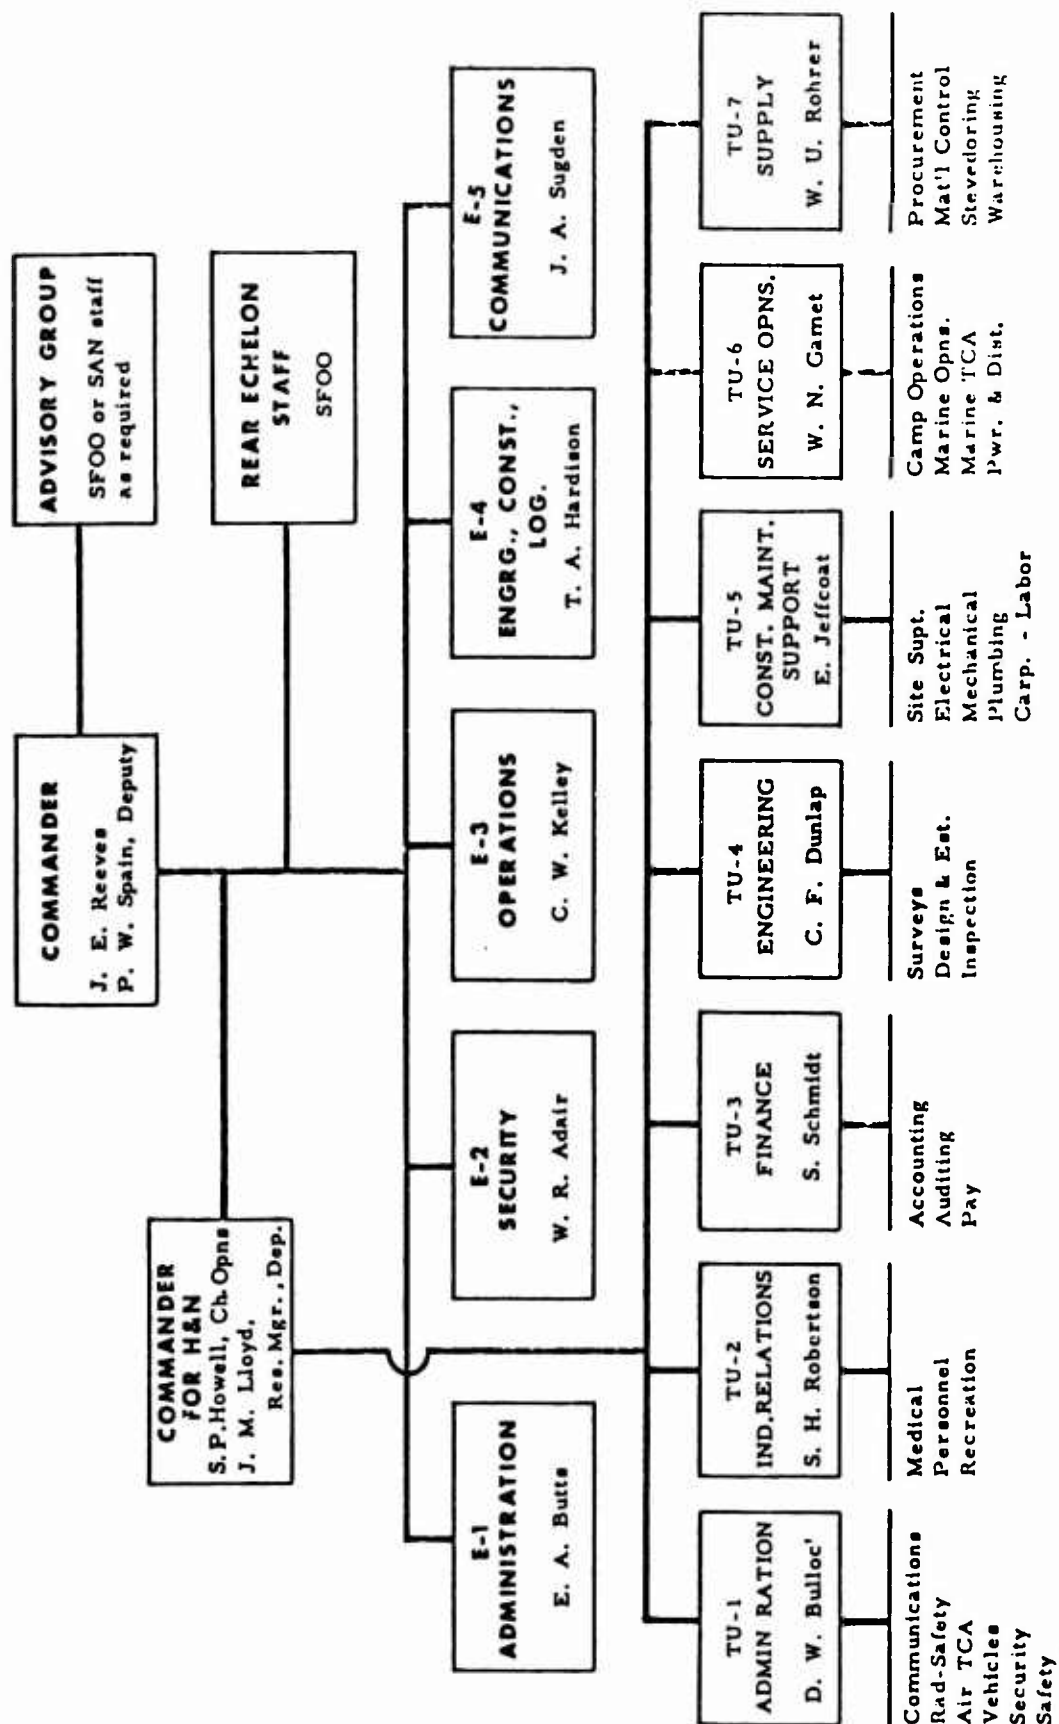 COMMANDER
J. E. Reeves
P. W. Spain, Deputy
ADVISORY GROUP
SFOO or SAN staff
as required
COMMANDER
FOR H&N
S.P.Howell, Ch. Opns
J. M. Lloyd,
Res. Mgr., Dep.
REAR ECHELON
STAFF
SFOO
E-1
ADMINISTRATION
E. A. Butts
E-2
SECURITY
W. R. Adair
E-3
OPERATIONS
C. W. Kelley
E-4
ENGRG., CONST.,
LOG.
T. A. Hardison
E-5
COMMUNICATIONS
J. A. Sugden
TU-1
ADMIN RATION
D. W. Bulloc'
Communications
Rad-Safety
Air TCA
Vehicles
Security
Safety
TU-2
IND.RELATIONS
S. H. Robertson
Medical
Personnel
Recreation
TU-3
FINANCE
S. Schmidt
Accounting
Auditing
Pay
TU-4
ENGINEERING
C. F. Dunlap
Surveys
Design & Est.
Inspection
TU-5
CONST. MAINT.
SUPPORT
E. Jeffcoat
Site Supt.
Electrical
Mechanical
Plumbing
Carp. - Labor
TU-6
SERVICE OPNS.
W. N. Gamet
Camp Operations
Marine Opns.
Marine TCA
Pwr. & Dist.
TU-7
SUPPLY
W. U. Rohrer
Procurement
Mat'l Control
Stevedoring
Warehousing